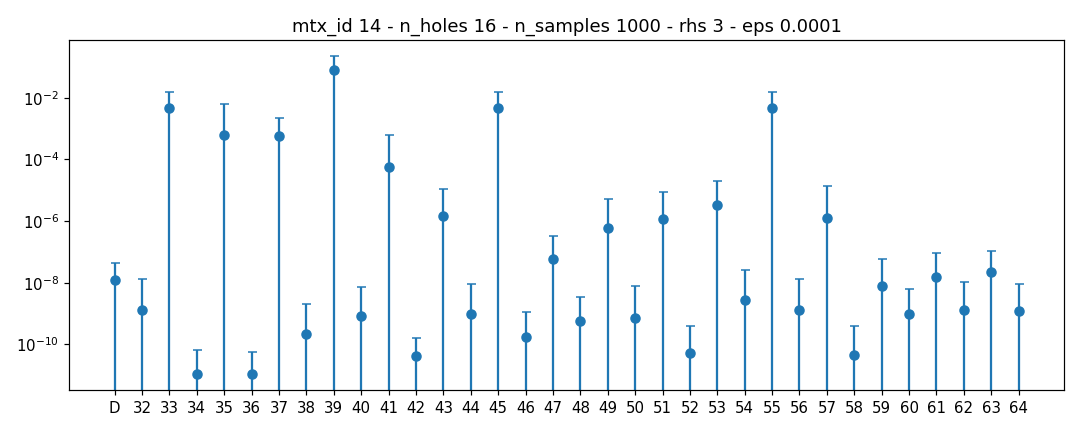 mtx_id 14 - n_holes 16 - n_samples 1000 - rhs 3 - eps 0.0001
10⁻²
10⁻⁴
10⁻⁶
10⁻⁸
10⁻¹⁰
D 32 33 34 35 36 37 38 39 40 41 42 43 44 45 46 47 48 49 50 51 52 53 54 55 56 57 58 59 60 61 62 63 64